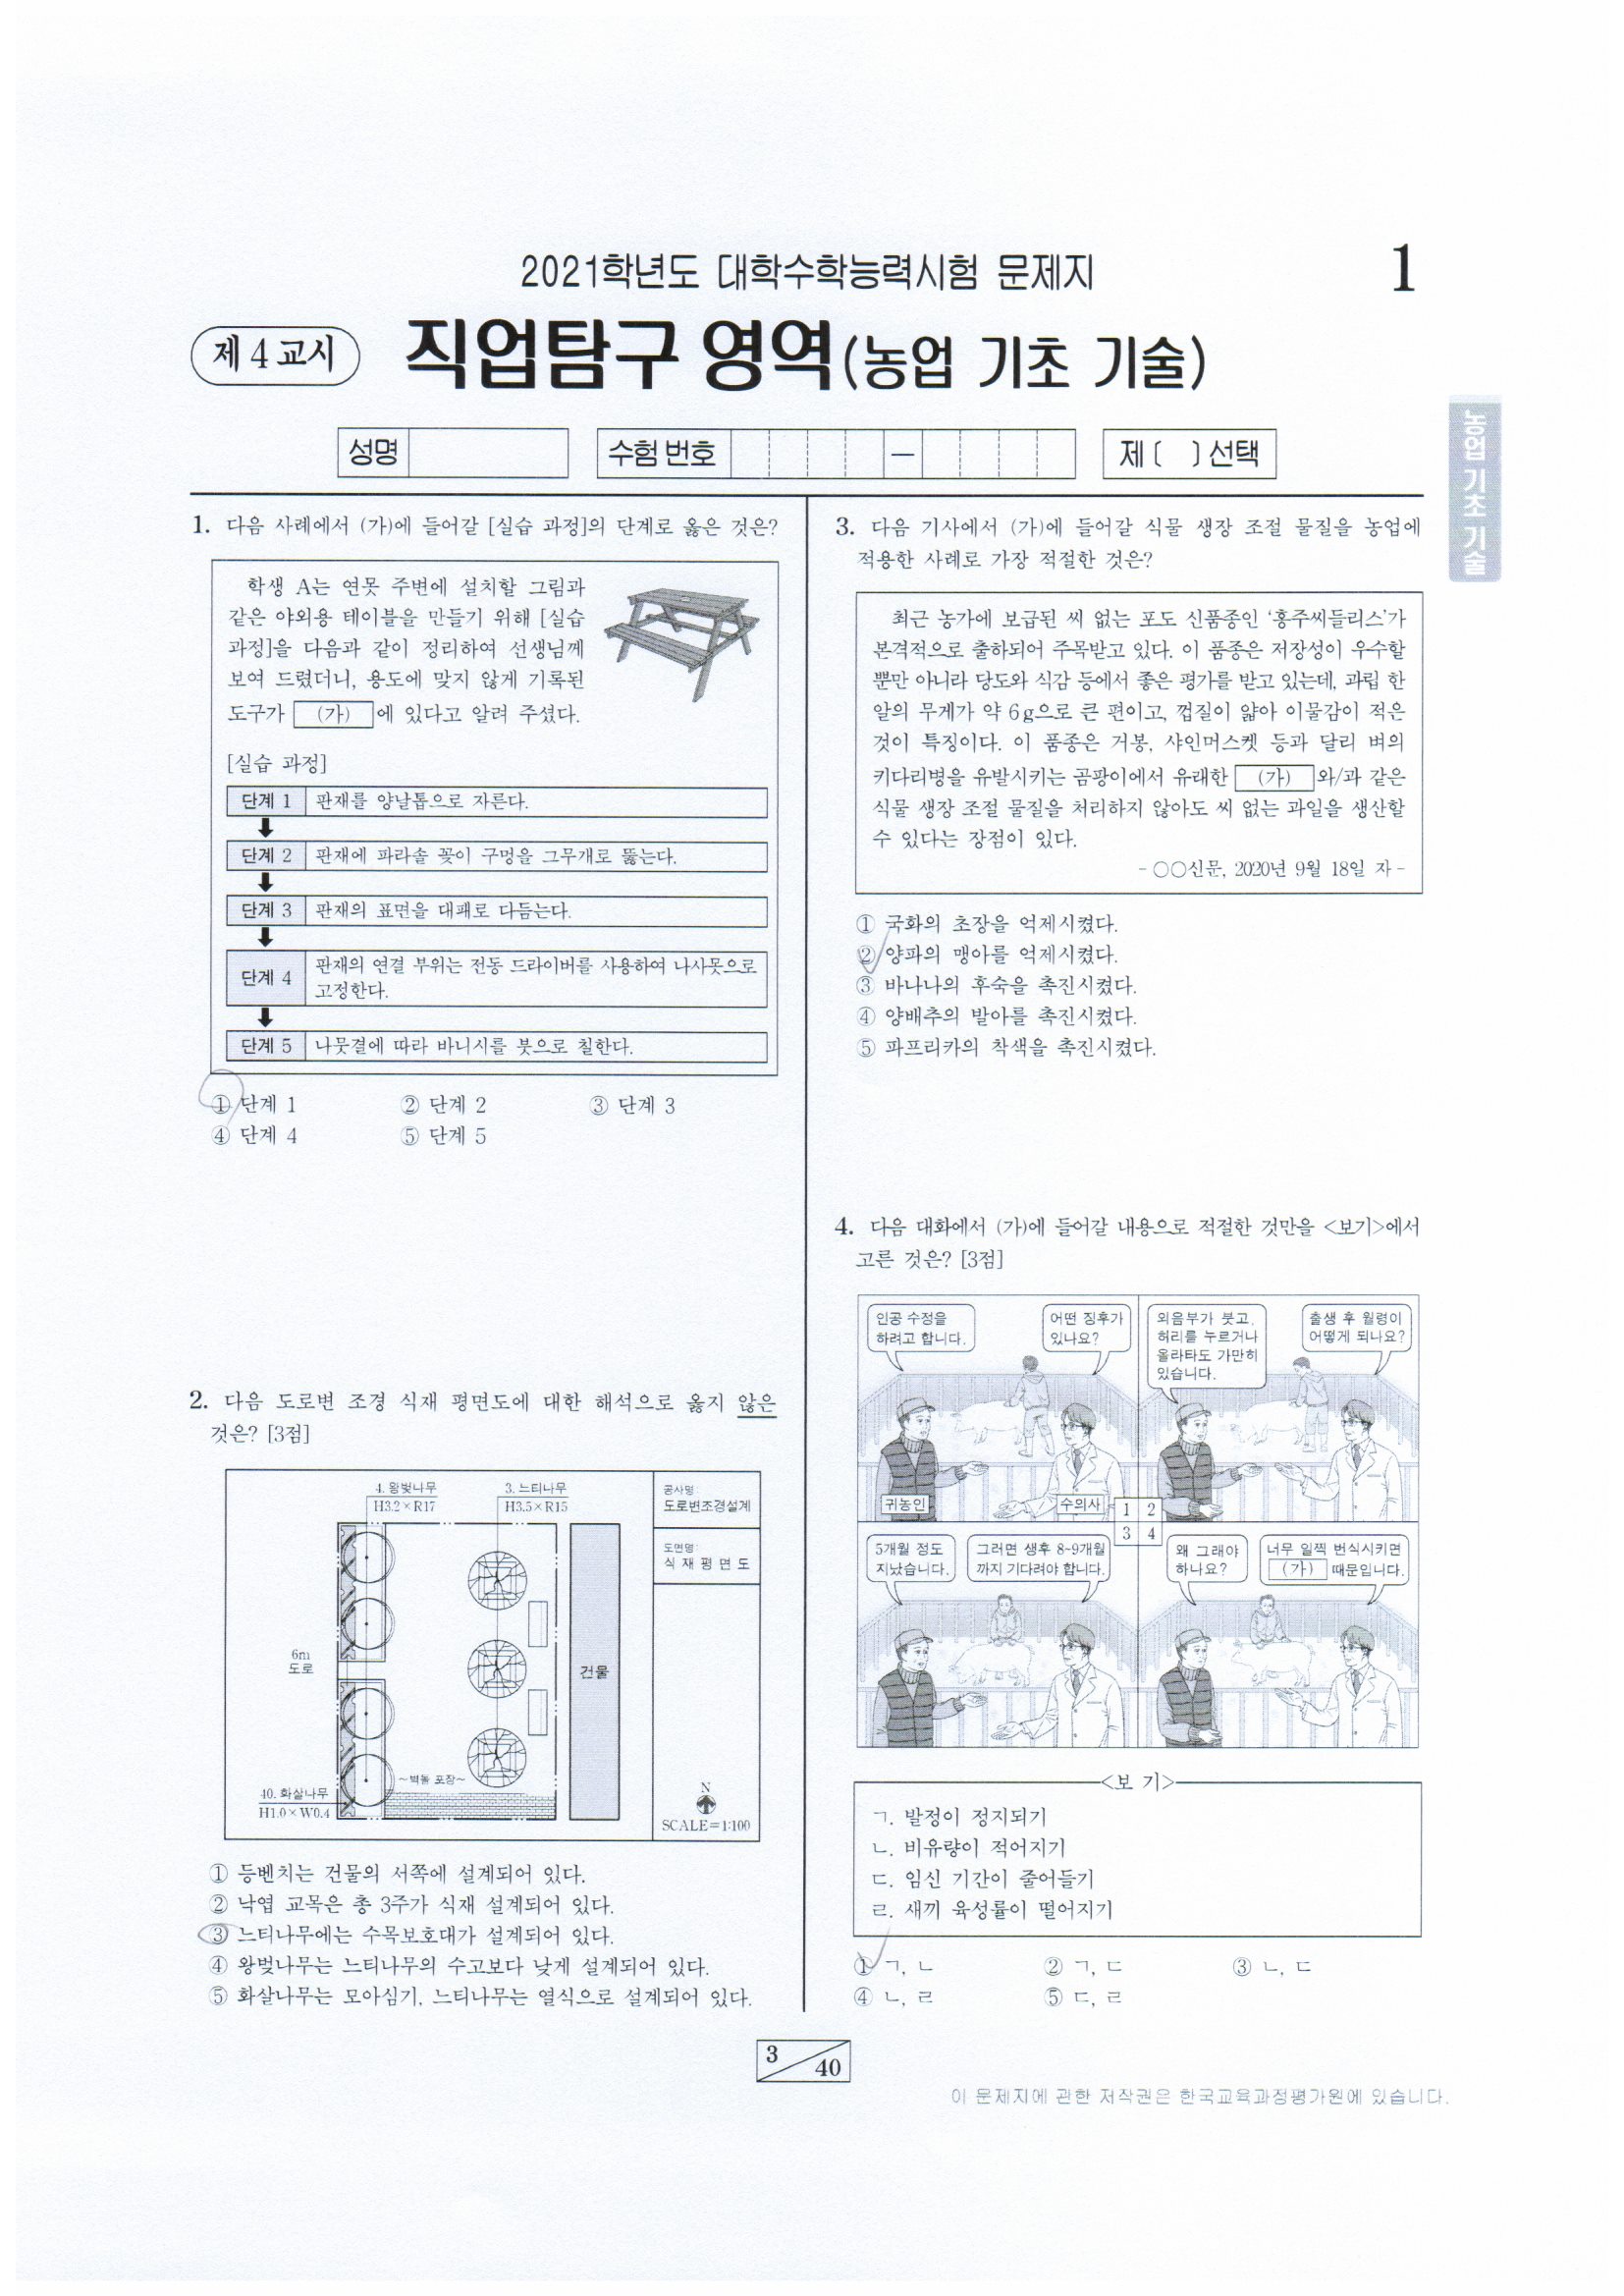 2021학년도 대학수학능력시험 문제지
1
제 4 교시
직업탐구 영역(농업 기초 기술)
성명
수험 번호
—
제 ( ) 선택
농업 기초 기술
1. 다음 사례에서 (가)에 들어갈 [실습 과정]의 단계로 옳은 것은?
학생 A는 연못 주변에 설치할 그림과
같은 야외용 테이블을 만들기 위해 [실습
과정]을 다음과 같이 정리하여 선생님께
보여 드렸더니, 용도에 맞지 않게 기록된
도구가 (가) 에 있다고 알려 주셨다.
[실습 과정]
단계 1 판재를 양날톱으로 자른다.
단계 2 판재에 파라솔 꽂이 구멍을 그무개로 뚫는다.
단계 3 판재의 표면을 대패로 다듬는다.
단계 4 판재의 연결 부위는 전동 드라이버를 사용하여 나사못으로
고정한다.
단계 5 나뭇결에 따라 바니시를 붓으로 칠한다.
① 단계 1 ② 단계 2 ③ 단계 3
④ 단계 4 ⑤ 단계 5
2. 다음 도로변 조경 식재 평면도에 대한 해석으로 옳지 않은
것은? [3점]
4. 왕벚나무
H3.2×R17
3. 느티나무
H3.5×R15
공사명:
도로변조경설계
도면명:
식 재 평 면 도
6m
도로
건물
~벽돌 포장~
40. 화살나무
H1.0×W0.4
N
SCALE=1:100
① 등벤치는 건물의 서쪽에 설계되어 있다.
② 낙엽 교목은 총 3주가 식재 설계되어 있다.
③ 느티나무에는 수목보호대가 설계되어 있다.
④ 왕벚나무는 느티나무의 수고보다 낮게 설계되어 있다.
⑤ 화살나무는 모아심기, 느티나무는 열식으로 설계되어 있다.
3. 다음 기사에서 (가)에 들어갈 식물 생장 조절 물질을 농업에
적용한 사례로 가장 적절한 것은?
최근 농가에 보급된 씨 없는 포도 신품종인 ‘홍주씨들리스’가
본격적으로 출하되어 주목받고 있다. 이 품종은 저장성이 우수할
뿐만 아니라 당도와 식감 등에서 좋은 평가를 받고 있는데, 과립 한
알의 무게가 약 6g으로 큰 편이고, 껍질이 얇아 이물감이 적은
것이 특징이다. 이 품종은 거봉, 샤인머스켓 등과 달리 벼의
키다리병을 유발시키는 곰팡이에서 유래한 (가) 와/과 같은
식물 생장 조절 물질을 처리하지 않아도 씨 없는 과일을 생산할
수 있다는 장점이 있다.
- ○○신문, 2020년 9월 18일 자 -
① 국화의 초장을 억제시켰다.
② 양파의 맹아를 억제시켰다.
③ 바나나의 후숙을 촉진시켰다.
④ 양배추의 발아를 촉진시켰다.
⑤ 파프리카의 착색을 촉진시켰다.
4. 다음 대화에서 (가)에 들어갈 내용으로 적절한 것만을 <보기>에서
고른 것은? [3점]
인공 수정을
하려고 합니다.
어떤 징후가
있나요?
외음부가 붓고,
허리를 누르거나
올라타도 가만히
있습니다.
출생 후 월령이
어떻게 되나요?
귀농인
수의사
1 2
3 4
5개월 정도
지났습니다.
그러면 생후 8~9개월
까지 기다려야 합니다.
왜 그래야
하나요?
너무 일찍 번식시키면
(가) 때문입니다.
<보 기>
ㄱ. 발정이 정지되기
ㄴ. 비유량이 적어지기
ㄷ. 임신 기간이 줄어들기
ㄹ. 새끼 육성률이 떨어지기
① ㄱ, ㄴ ② ㄱ, ㄷ ③ ㄴ, ㄷ
④ ㄴ, ㄹ ⑤ ㄷ, ㄹ
3
40
이 문제지에 관한 저작권은 한국교육과정평가원에 있습니다.